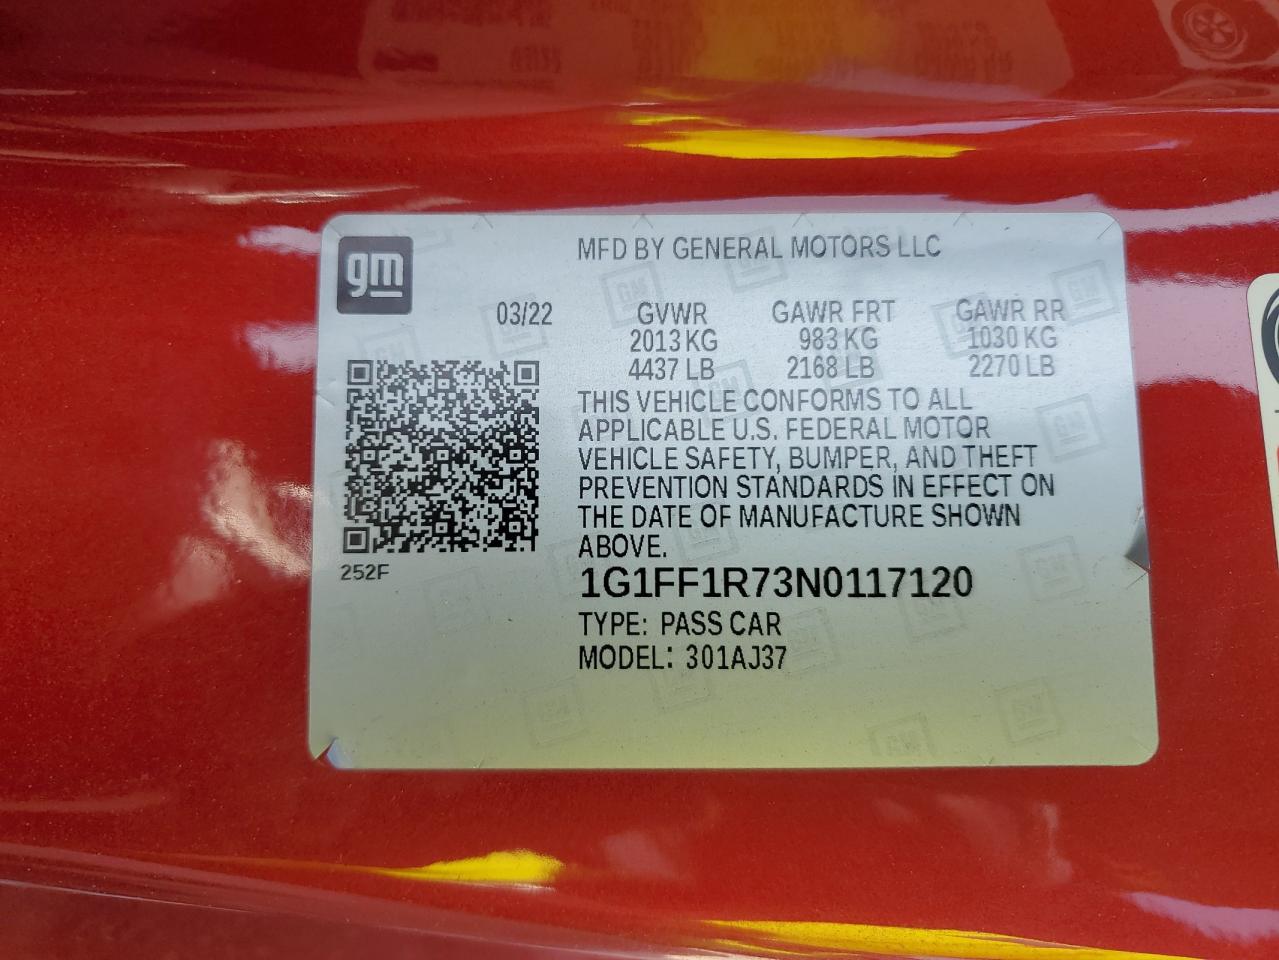 gm
MFD BY GENERAL MOTORS LLC
03/22 GVWR GAWR FRT GAWR RR
2013 KG 983 KG 1030 KG
4437 LB 2168 LB 2270 LB
THIS VEHICLE CONFORMS TO ALL
APPLICABLE U.S. FEDERAL MOTOR
VEHICLE SAFETY, BUMPER, AND THEFT
PREVENTION STANDARDS IN EFFECT ON
THE DATE OF MANUFACTURE SHOWN
ABOVE.
252F
1G1FF1R73N0117120
TYPE: PASS CAR
MODEL: 301AJ37